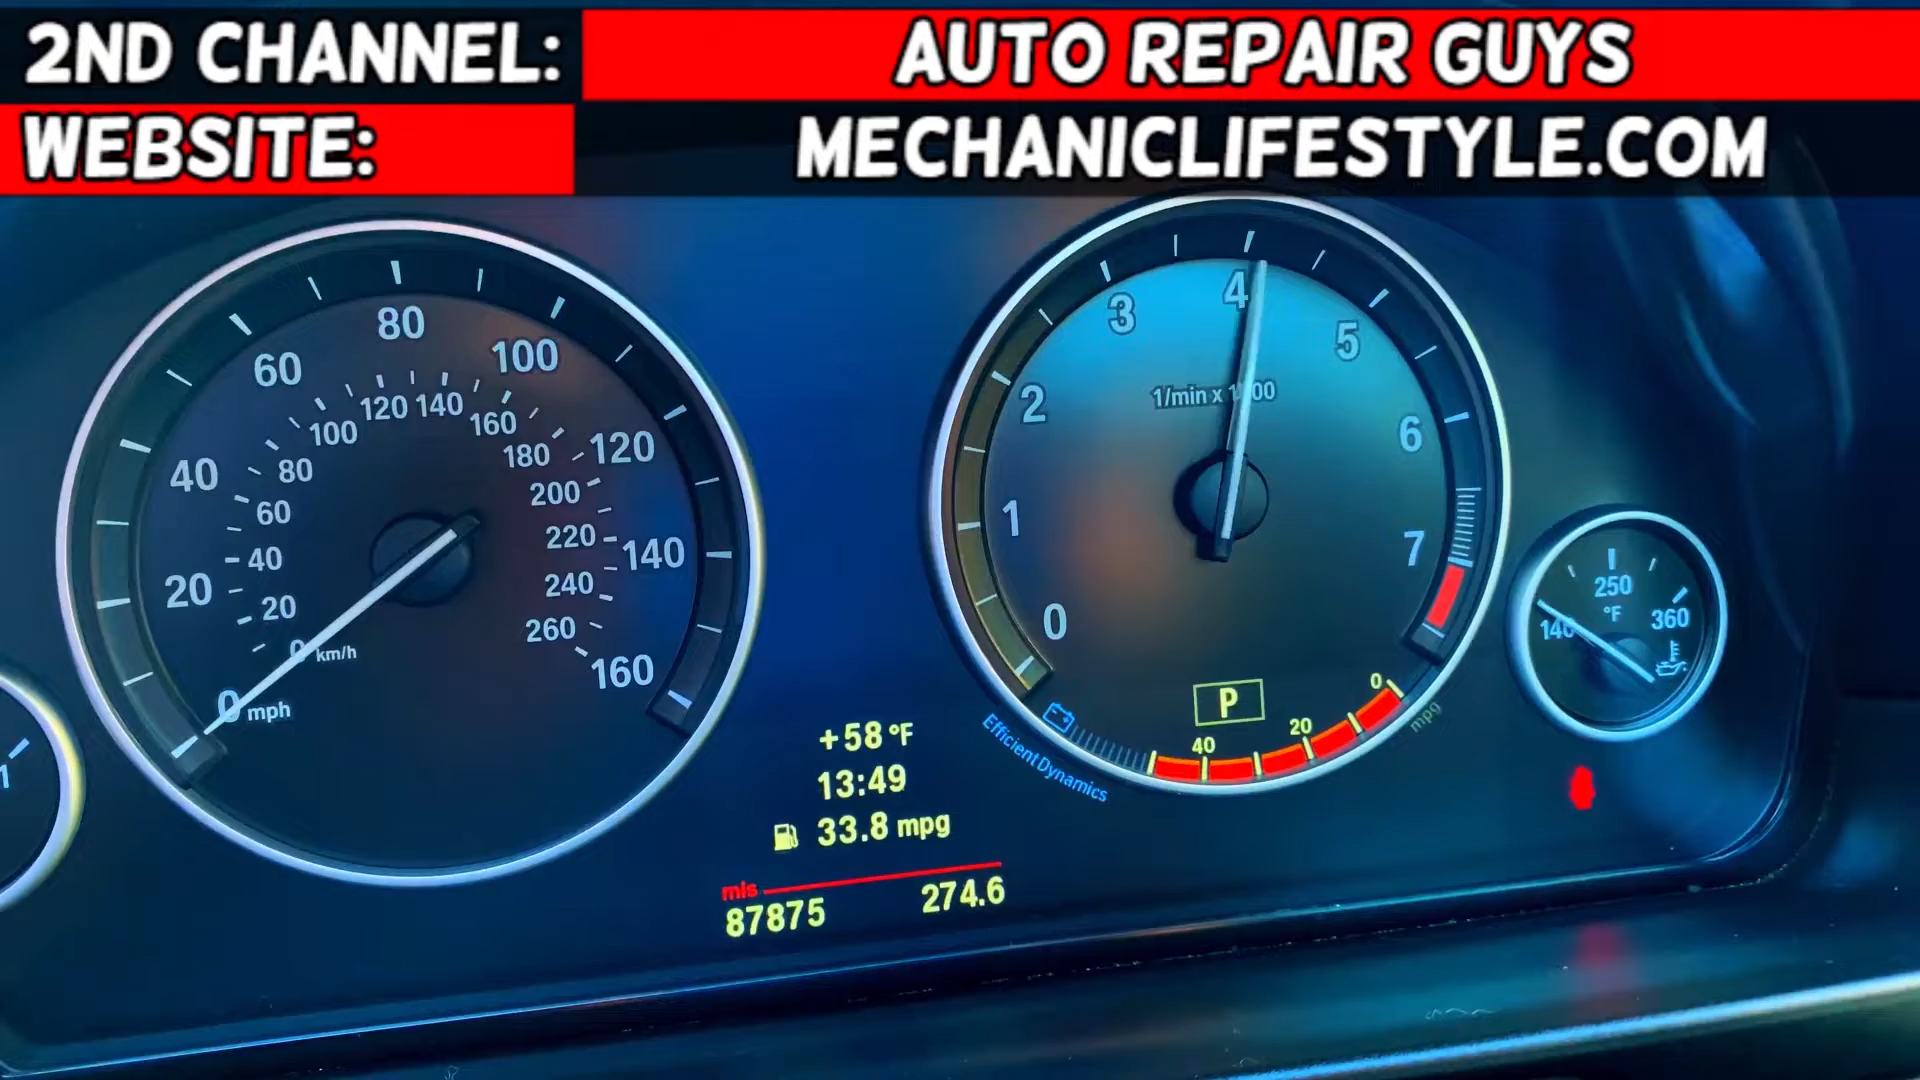 2ND CHANNEL: AUTO REPAIR GUYS
WEBSITE: MECHANICLIFESTYLE.COM
0 20 40 60 80 100 120 140 160
mph
0 20 40 60 80 100 120 140 160 180 200 220 240 260
km/h
0 1 2 3 4 5 6 7
1/min x
P
40 20 0
mpg
EfficientDynamics
250
°F
140 360
+58 °F
13:49
33.8 mpg
mls
87875 274.6
1